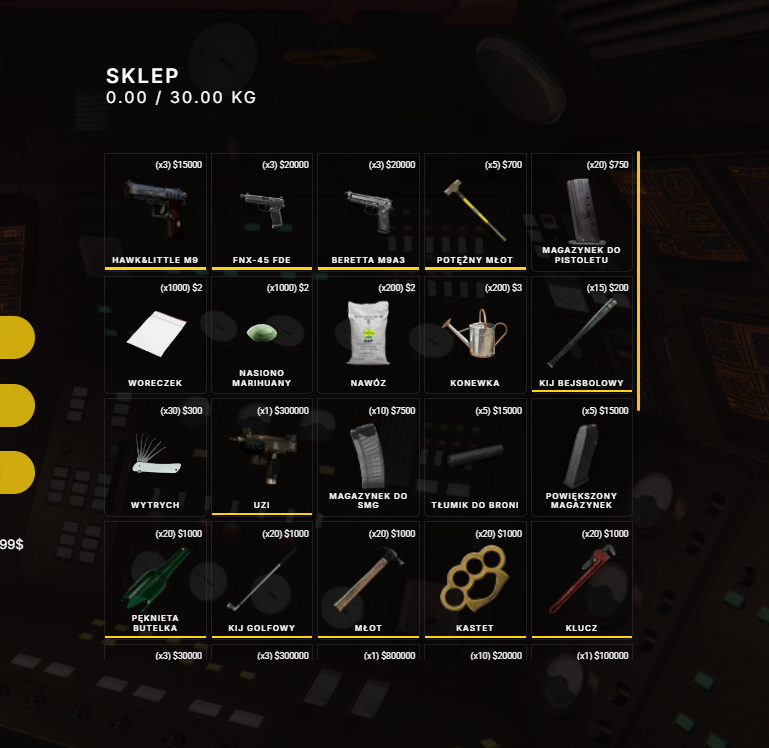 SKLEP
0.00 / 30.00 KG
(x3) $15000
HAWK&LITTLE M9
(x3) $20000
FNX-45 FDE
(x3) $20000
BERETTA M9A3
(x5) $700
POTĘŻNY MŁOT
(x20) $750
MAGAZYNEK DO
PISTOLETU
(x1000) $2
WORECZEK
(x1000) $2
NASIONO
MARIHUANY
(x200) $2
NAWÓZ
(x200) $3
KONEWKA
(x15) $200
KIJ BEJSBOLOWY
(x30) $300
WYTRYCH
(x1) $300000
UZI
(x10) $7500
MAGAZYNEK DO
SMG
(x5) $15000
TŁUMIK DO BRONI
(x5) $15000
POWIĘKSZONY
MAGAZYNEK
99$
(x20) $1000
PĘKNIETA
BUTELKA
(x20) $1000
KIJ GOLFOWY
(x20) $1000
MŁOT
(x20) $1000
KASTET
(x20) $1000
KLUCZ
(x3) $30000
(x3) $300000
(x1) $800000
(x10) $20000
(x1) $100000